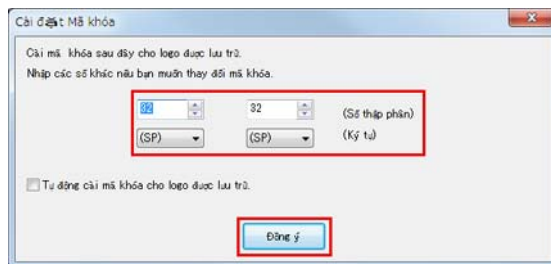 Cài đặt Mã khóa
Cài mã khóa sau đây cho logo được lưu trữ.
Nhập các số khác nếu bạn muốn thay đổi mã khóa.
32 32 (Số thập phân)
(SP) (SP) (Ký tự)
Tự động cài mã khóa cho logo được lưu trữ.
Đồng ý